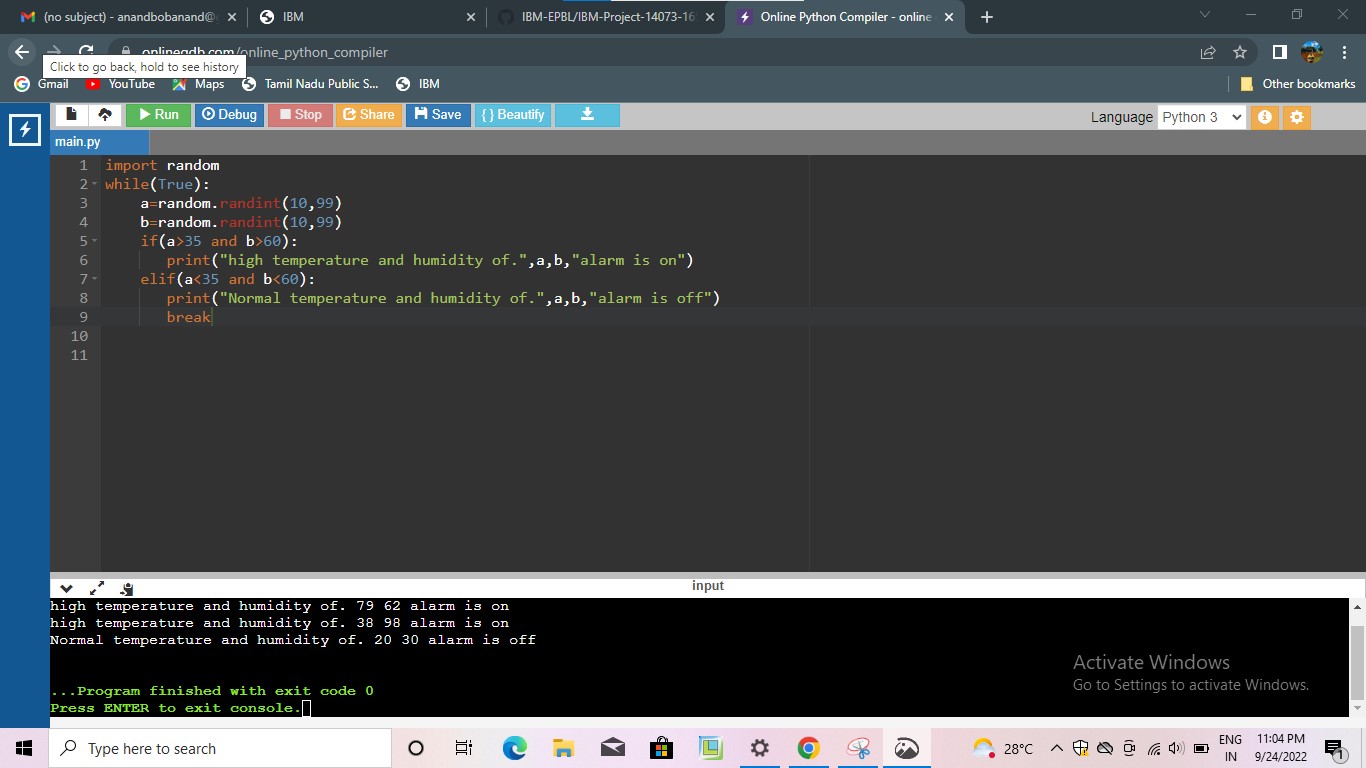 (no subject) - anandbobanand@
IBM
IBM-EPBL/IBM-Project-14073-16
Online Python Compiler - online
onlinegdb.com/online_python_compiler
Click to go back, hold to see history
Gmail
YouTube
Maps
Tamil Nadu Public S...
IBM
Other bookmarks
Run
Debug
Stop
Share
Save
{ } Beautify
Language
Python 3
main.py
1 import random
2 while(True):
3 a=random.randint(10,99)
4 b=random.randint(10,99)
5 if(a>35 and b>60):
6 print("high temperature and humidity of.",a,b,"alarm is on")
7 elif(a<35 and b<60):
8 print("Normal temperature and humidity of.",a,b,"alarm is off")
9 break
10
11
input
high temperature and humidity of. 79 62 alarm is on
high temperature and humidity of. 38 98 alarm is on
Normal temperature and humidity of. 20 30 alarm is off
...Program finished with exit code 0
Press ENTER to exit console.
Activate Windows
Go to Settings to activate Windows.
Type here to search
28°C
ENG
IN
11:04 PM
9/24/2022
1